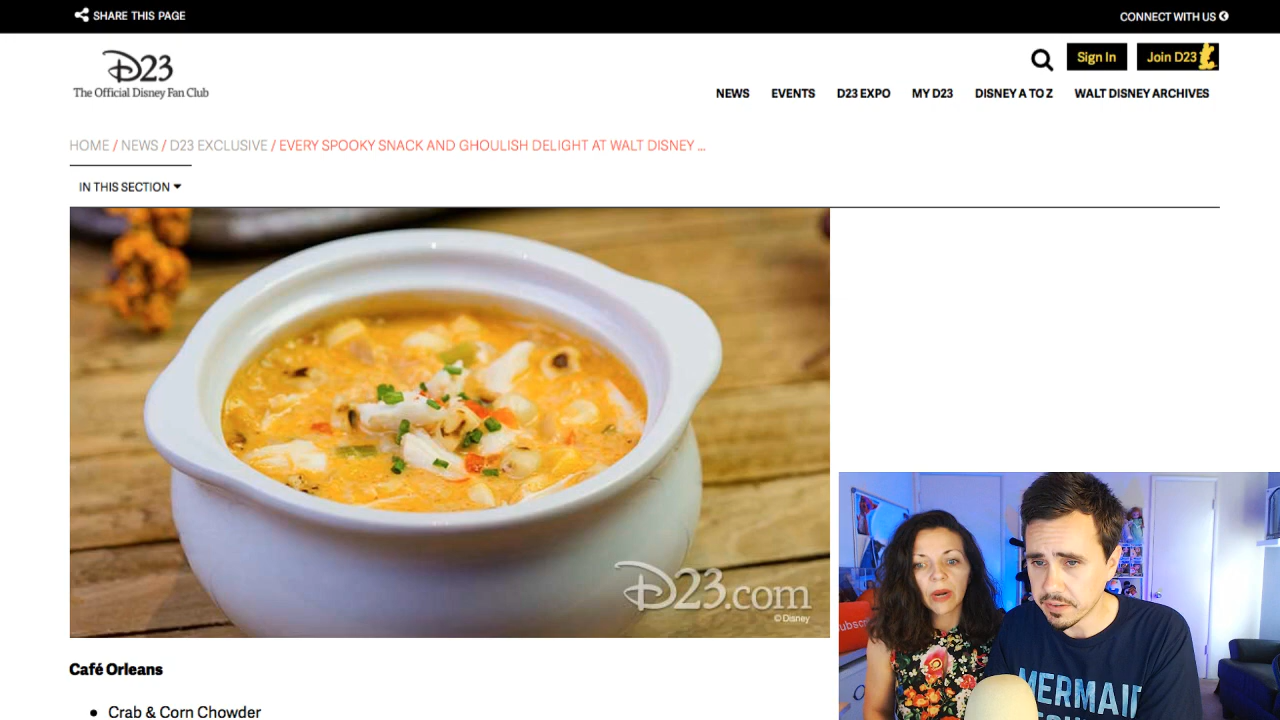 SHARE THIS PAGE
CONNECT WITH US
D23
The Official Disney Fan Club
Sign In
Join D23
NEWS
EVENTS
D23 EXPO
MY D23
DISNEY A TO Z
WALT DISNEY ARCHIVES
HOME / NEWS / D23 EXCLUSIVE / EVERY SPOOKY SNACK AND GHOULISH DELIGHT AT WALT DISNEY ...
IN THIS SECTION
D23.com
© Disney
Café Orleans
• Crab & Corn Chowder
MERMAID